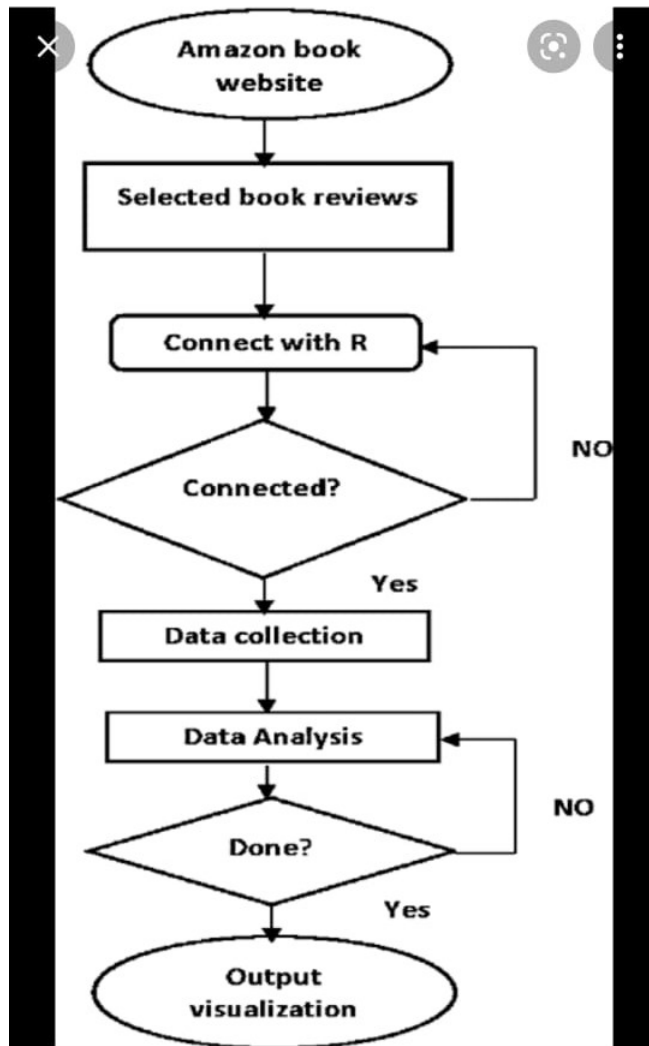 Amazon book
website
Selected book reviews
Connect with R
NO
Connected?
Yes
Data collection
Data Analysis
NO
Done?
Yes
Output
visualization